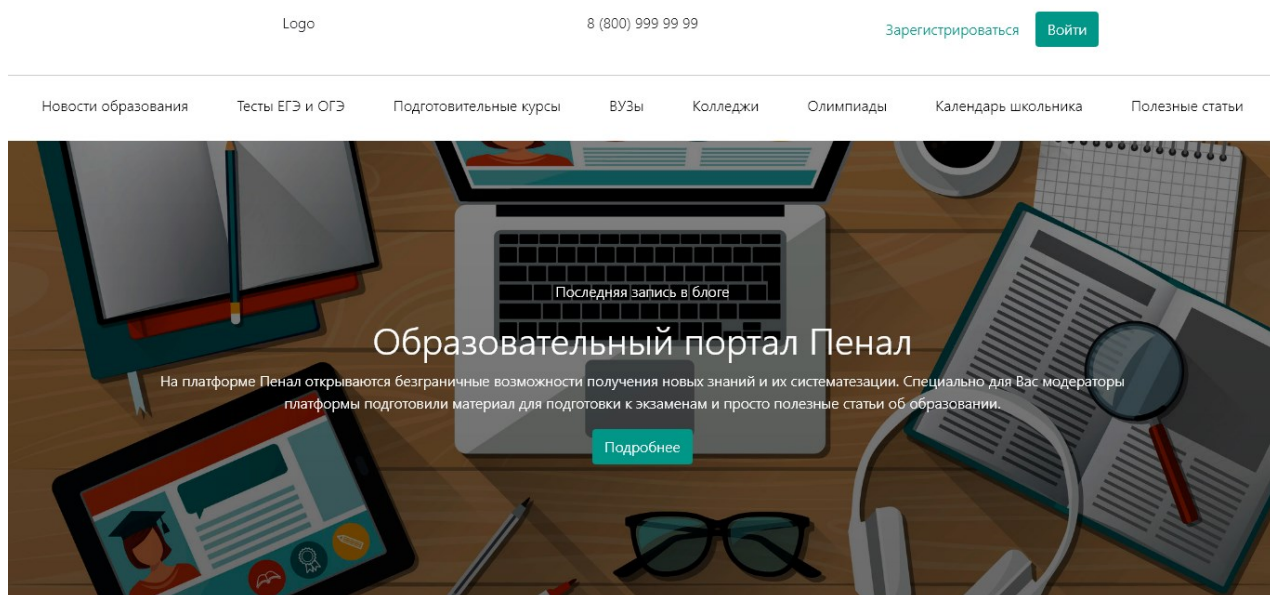 Logo
8 (800) 999 99 99
Зарегистрироваться
Войти
Новости образования
Тесты ЕГЭ и ОГЭ
Подготовительные курсы
ВУЗы
Колледжи
Олимпиады
Календарь школьника
Полезные статьи
Последняя запись в блоге
Образовательный портал Пенал
На платформе Пенал открываются безграничные возможности получения новых знаний и их систематезации. Специально для Вас модераторы
платформы подготовили материал для подготовки к экзаменам и просто полезные статьи об образовании.
Подробнее